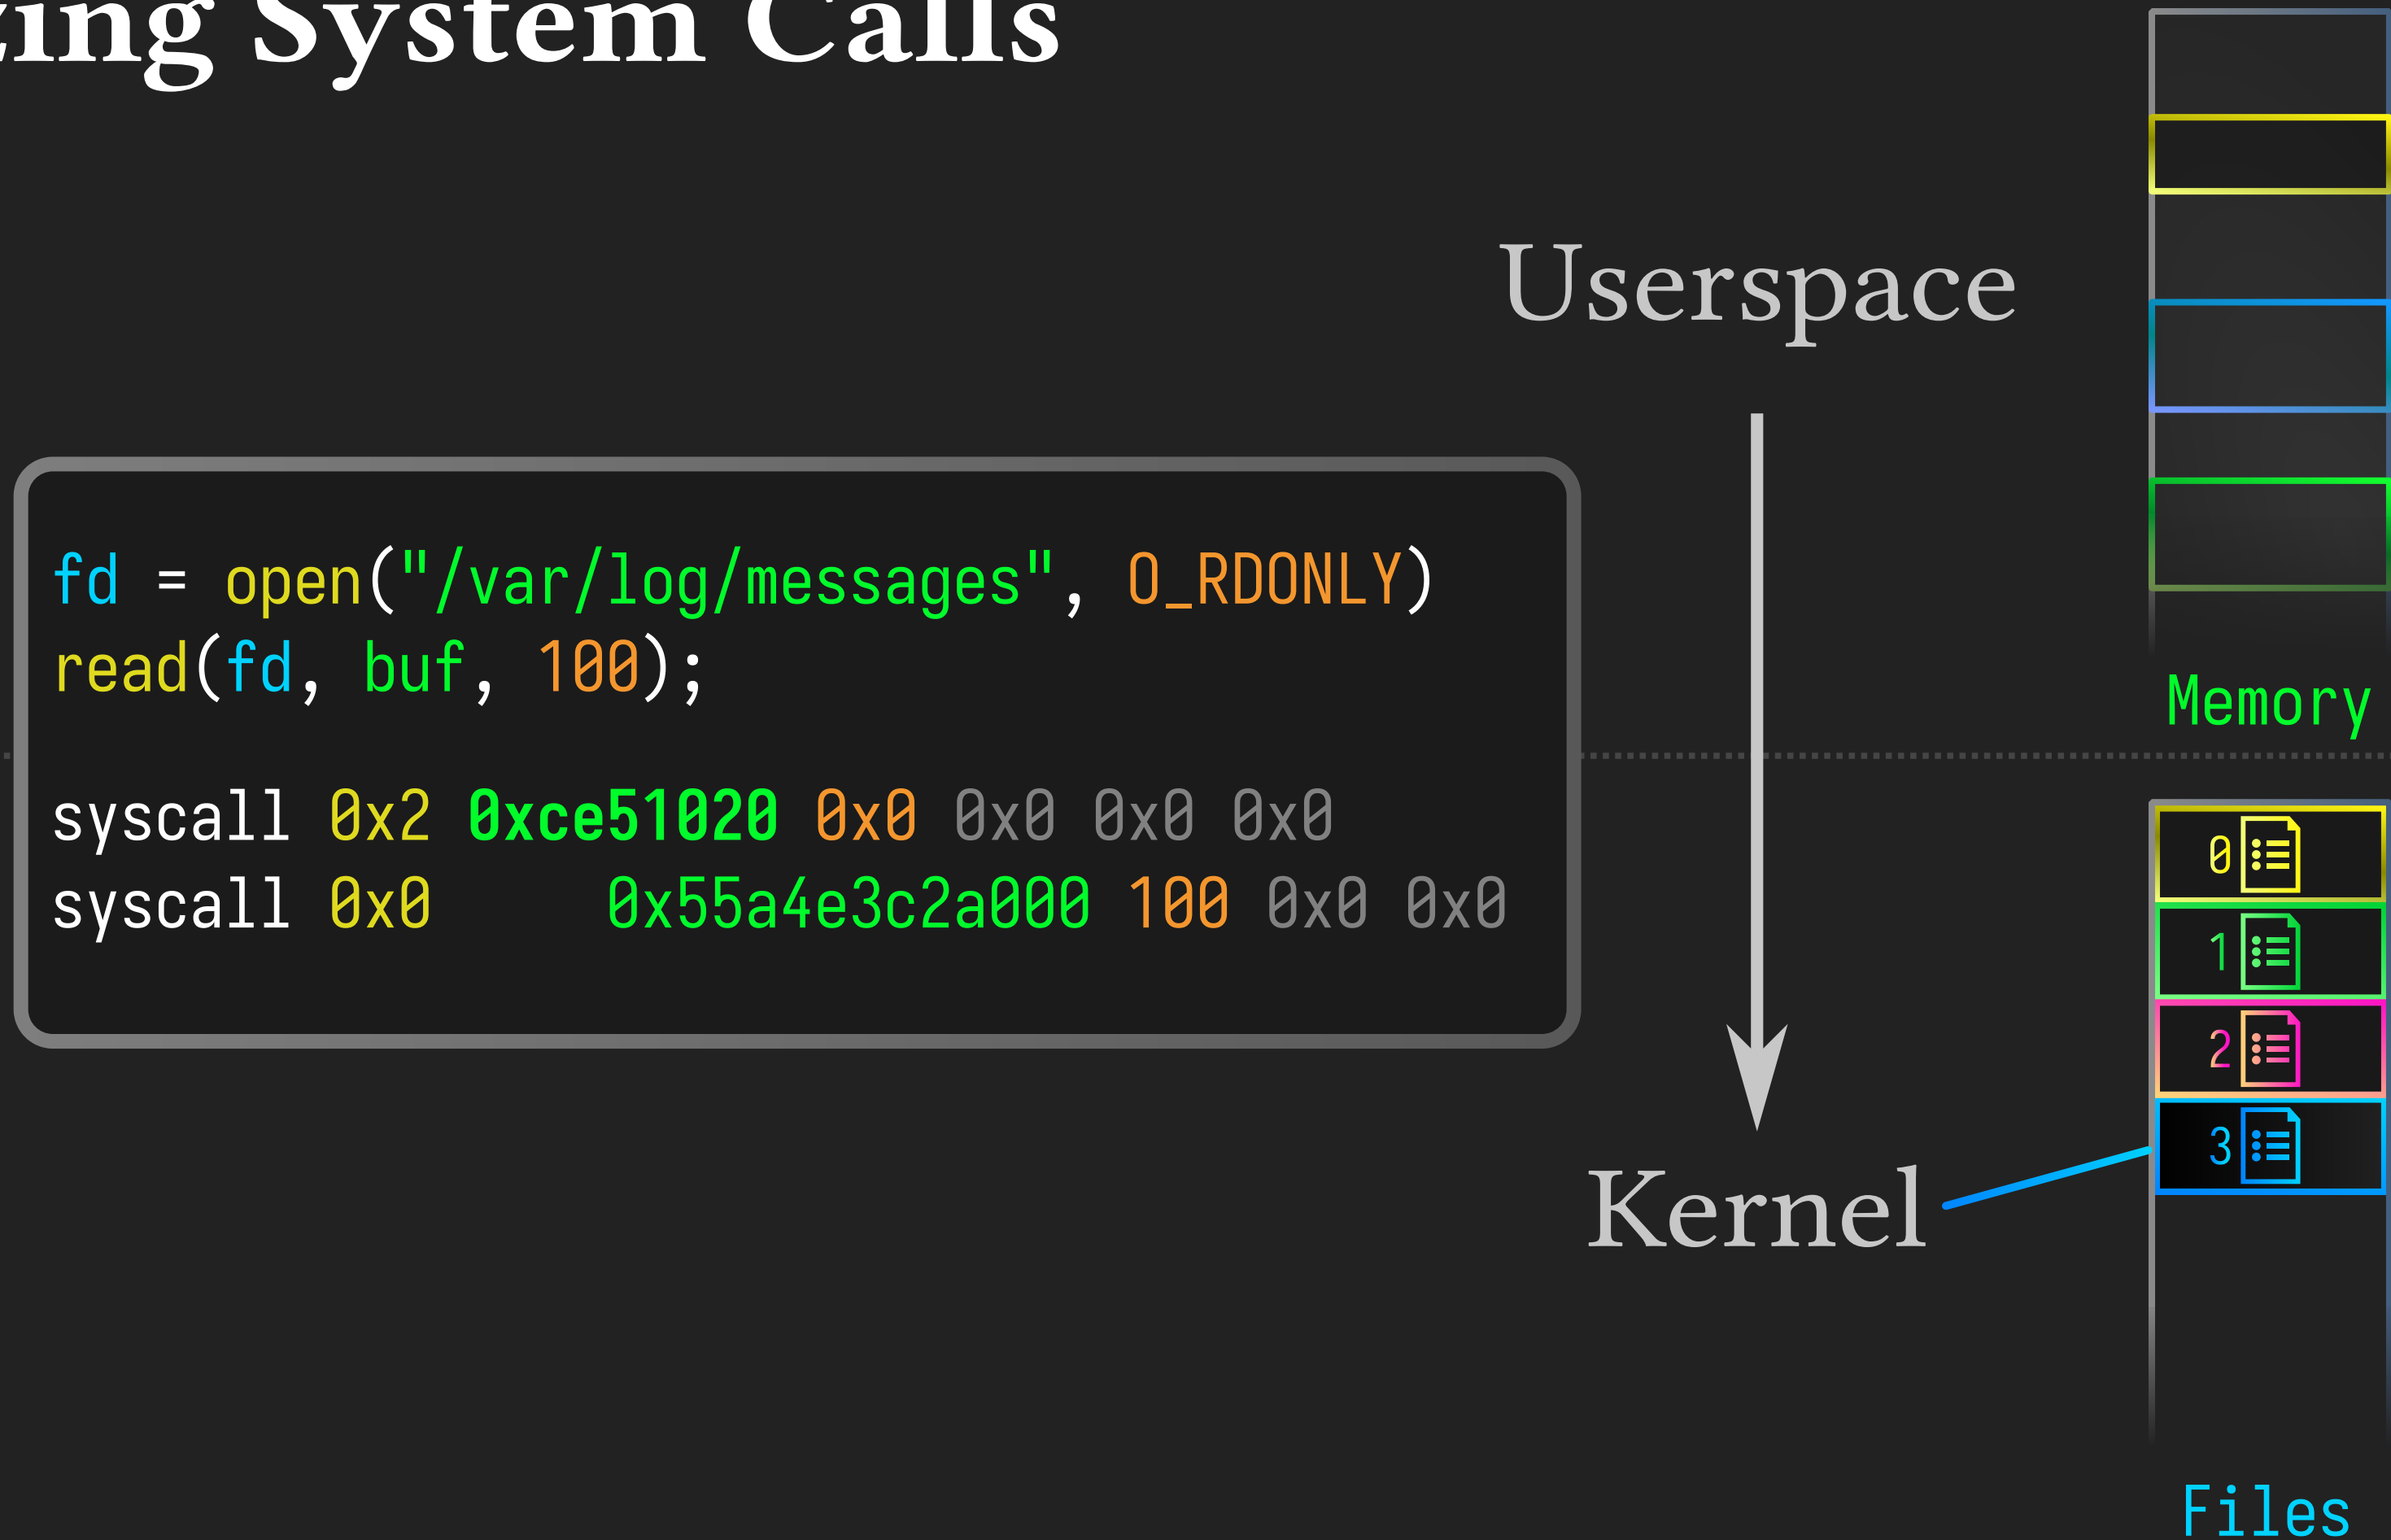 ing System Calls
Userspace
fd = open("/var/log/messages", O_RDONLY)
read(fd, buf, 100);
syscall 0x2 0xce51020 0x0 0x0 0x0 0x0
syscall 0x0 0x55a4e3c2a000 100 0x0 0x0
Kernel
Memory
0
1
2
3
Files